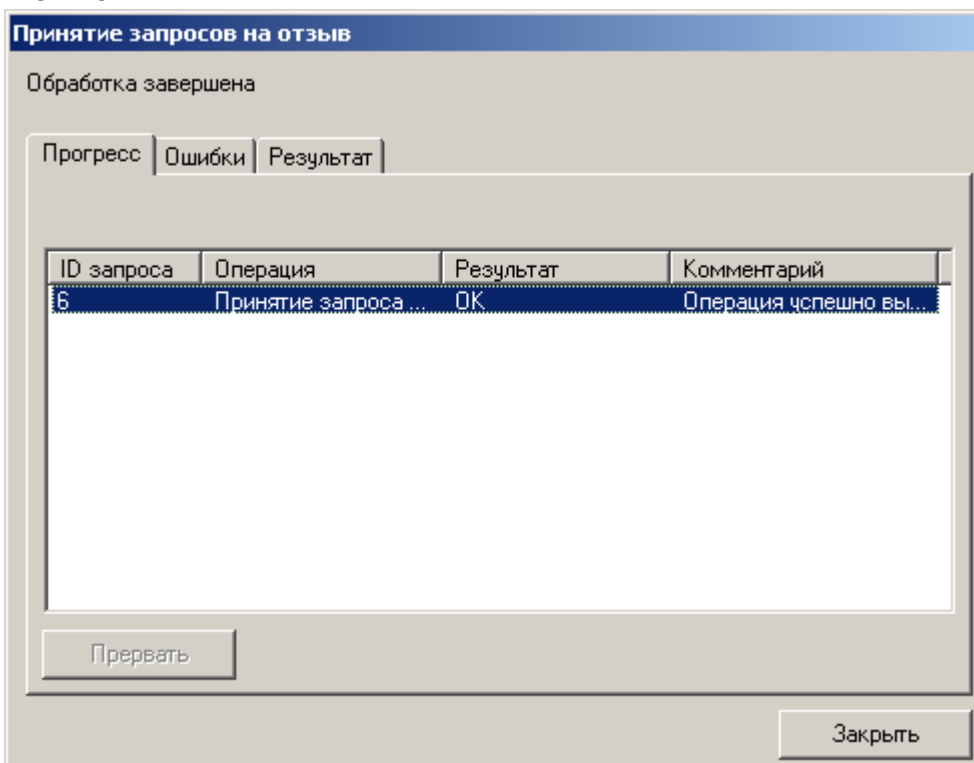 Принятие запросов на отзыв
Обработка завершена
Прогресс Ошибки Результат
ID запроса Операция Результат Комментарий
6 Принятие запроса ... OK Операция успешно вы...
Прервать
Закрыть